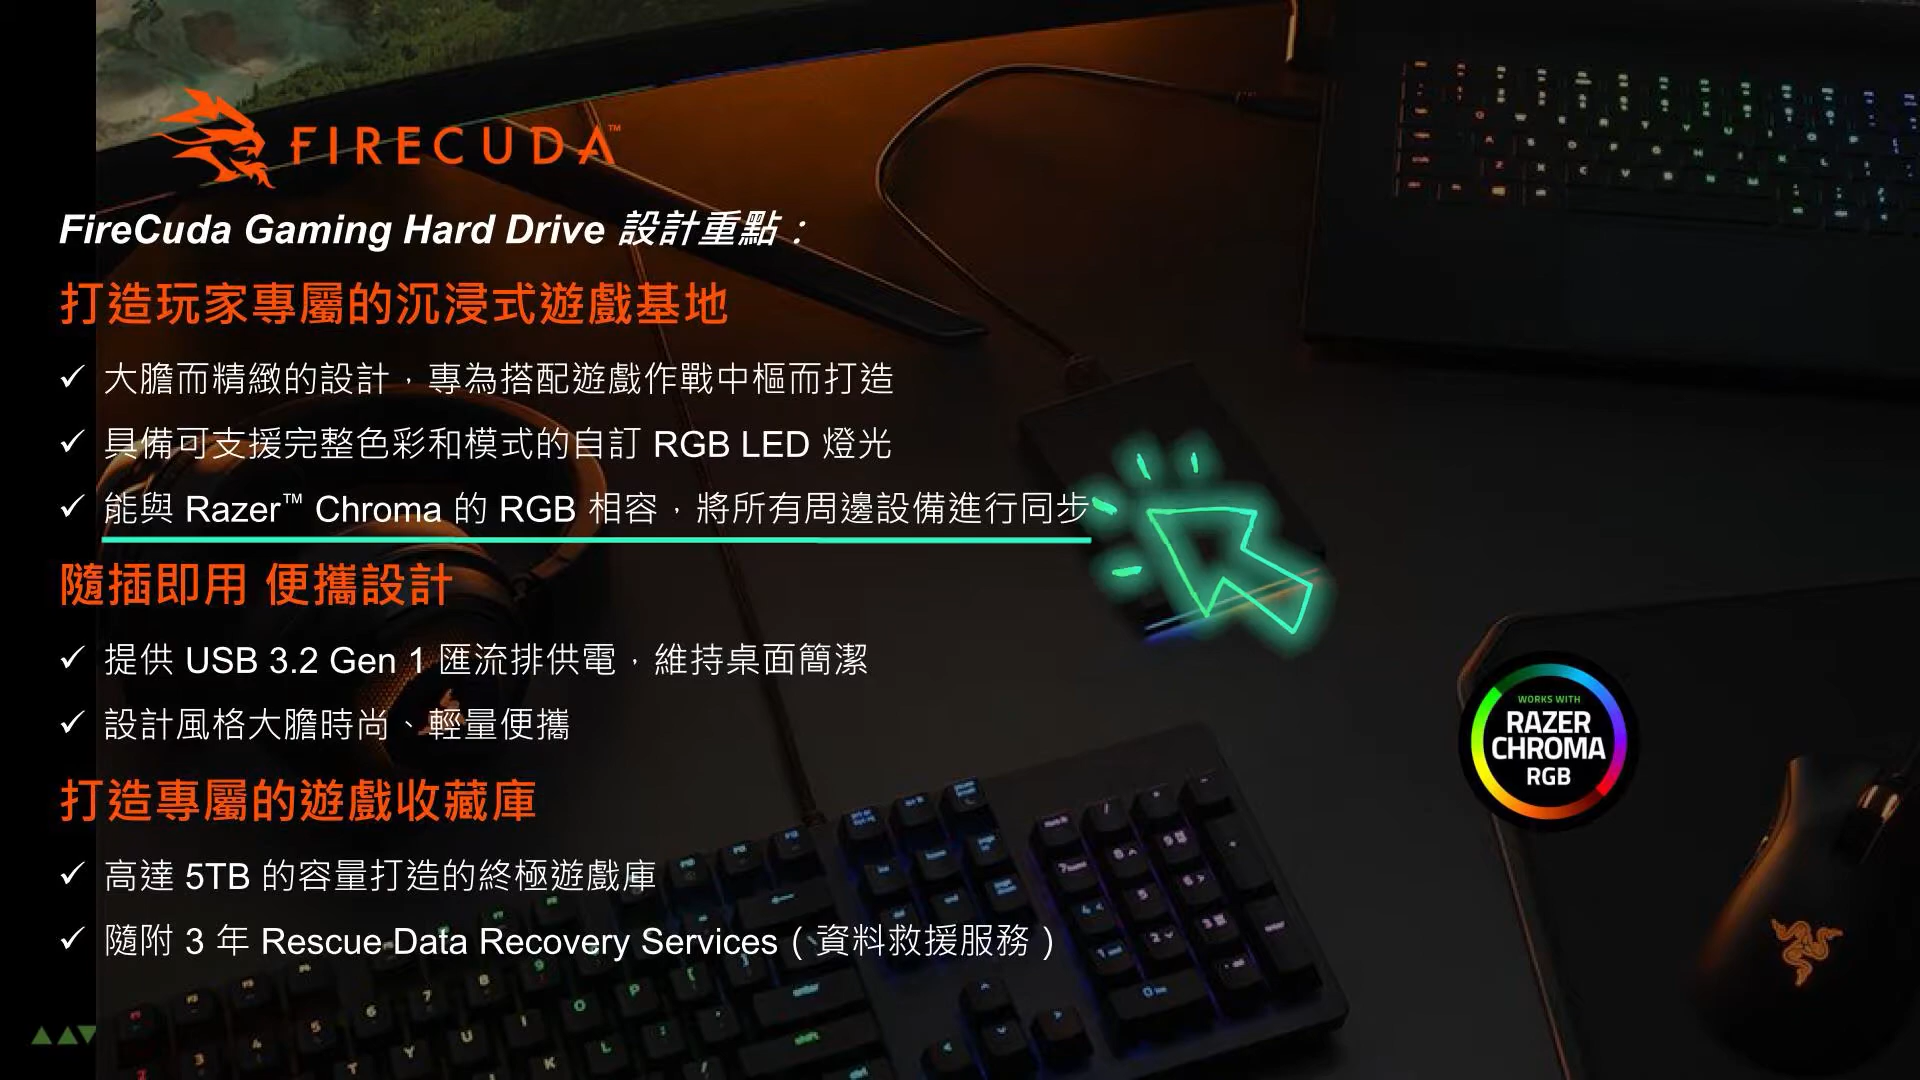 FIRECUDA™
FireCuda Gaming Hard Drive 設計重點：
打造玩家專屬的沉浸式遊戲基地
✓ 大膽而精緻的設計，專為搭配遊戲作戰中樞而打造
✓ 具備可支援完整色彩和模式的自訂 RGB LED 燈光
✓ 能與 Razer™ Chroma 的 RGB 相容，將所有周邊設備進行同步
隨插即用 便攜設計
✓ 提供 USB 3.2 Gen 1 匯流排供電，維持桌面簡潔
✓ 設計風格大膽時尚、輕量便攜
WORKS WITH
RAZER
CHROMA
RGB
打造專屬的遊戲收藏庫
✓ 高達 5TB 的容量打造的終極遊戲庫
✓ 隨附 3 年 Rescue Data Recovery Services（資料救援服務）